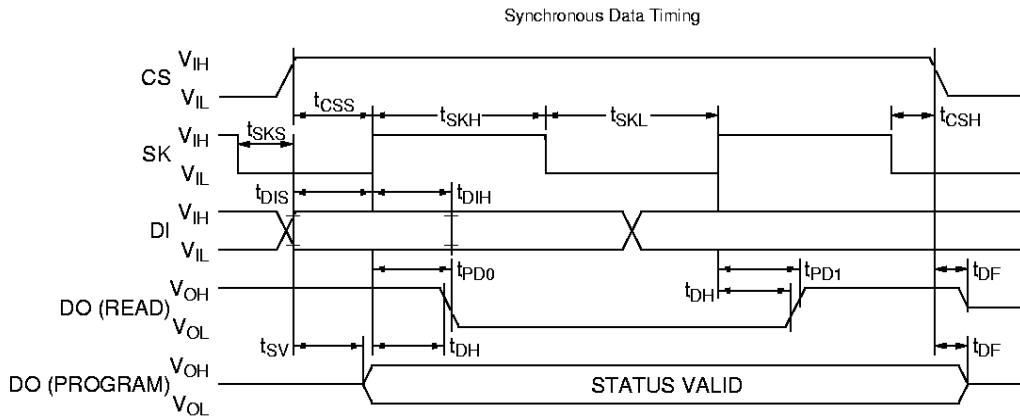 Synchronous Data Timing
CS
VIH
VIL
tCSS
tSKH
tSKL
tCSH
SK
VIH
VIL
tSKS
tDIS
tDIH
DI
VIH
VIL
tPD0
tPD1
tDF
DO (READ)
VOH
VOL
tDH
tSV
tDH
tDF
DO (PROGRAM)
VOH
VOL
STATUS VALID